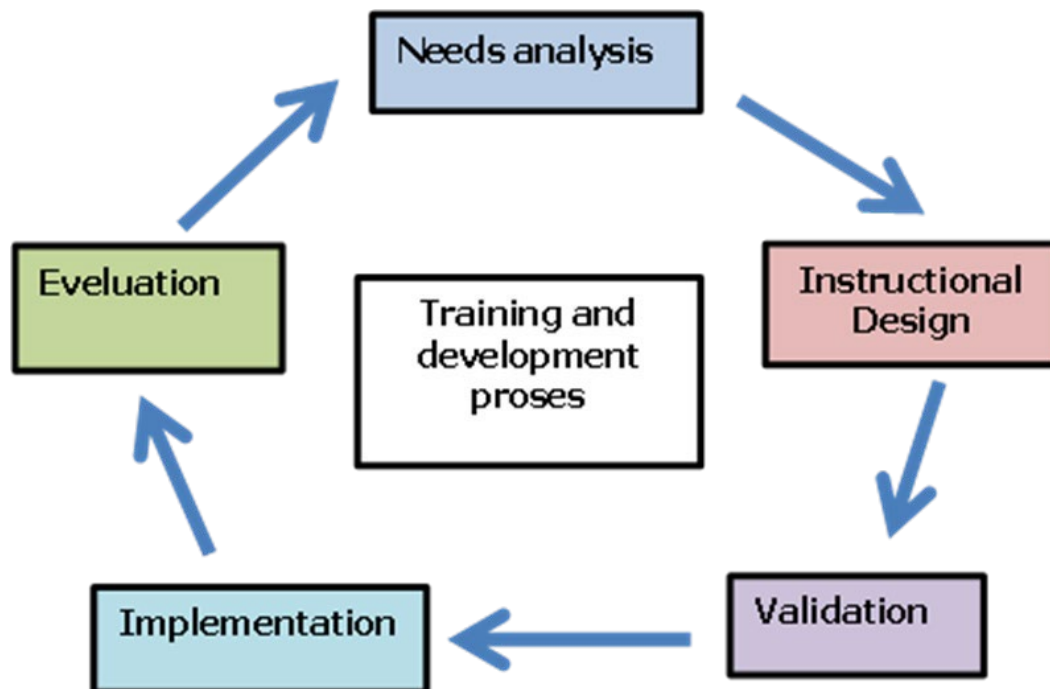 Needs analysis
Eveluation
Training and
development
proses
Instructional
Design
Implementation
Validation